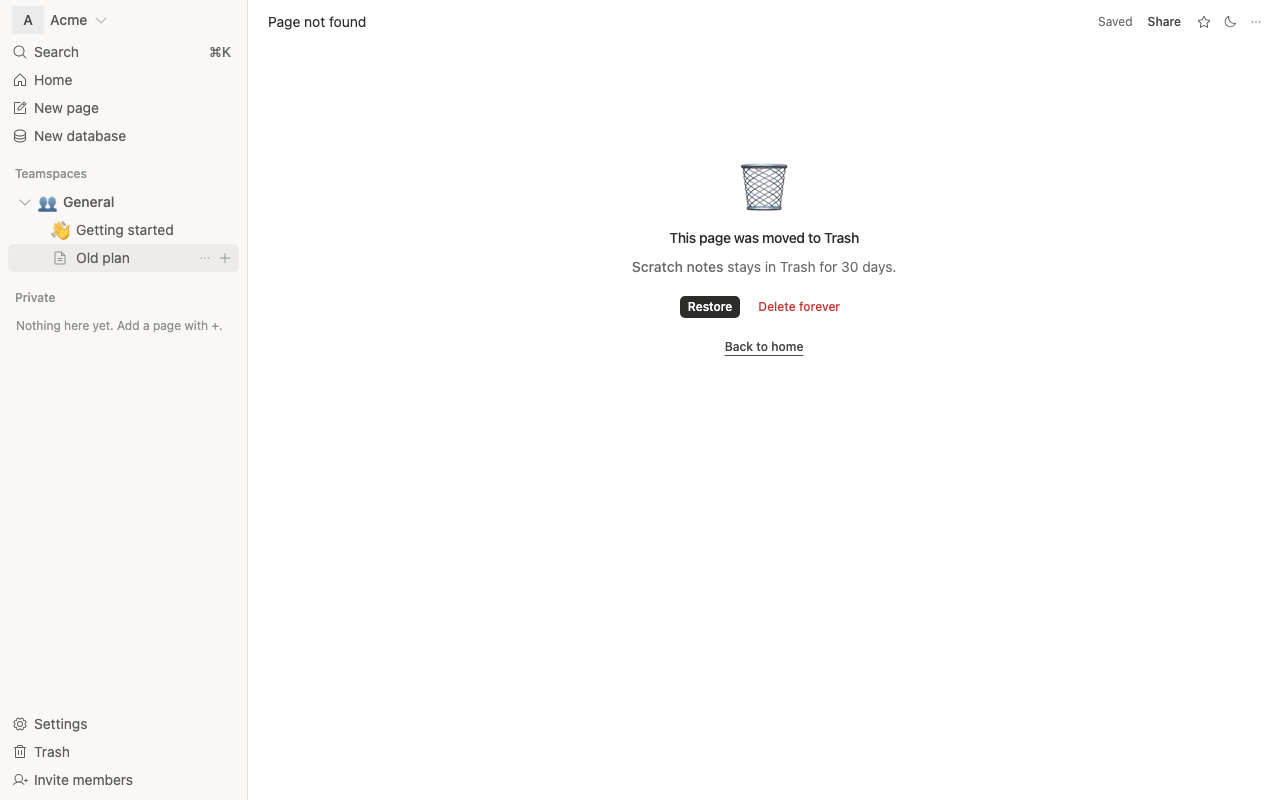 A Acme
Search ⌘K
Home
New page
New database
Teamspaces
General
Getting started
Old plan
Private
Nothing here yet. Add a page with +.
Settings
Trash
Invite members
Page not found
Saved Share
This page was moved to Trash
Scratch notes stays in Trash for 30 days.
Restore Delete forever
Back to home